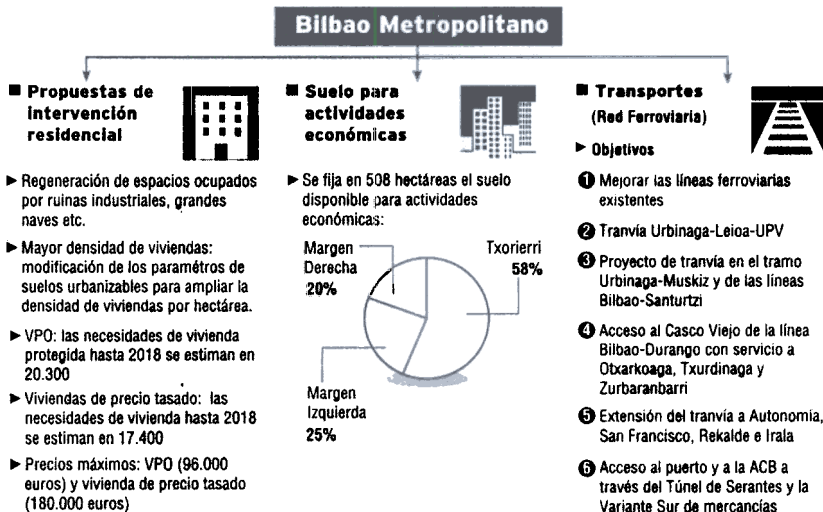 Bilbao Metropolitano
■ Propuestas de
intervención
residencial
► Regeneración de espacios ocupados
por ruinas industriales, grandes
naves etc.
► Mayor densidad de viviendas:
modificación de los paramétros de
suelos urbanizables para ampliar la
densidad de viviendas por hectárea.
► VPO: las necesidades de vivienda
protegida hasta 2018 se estiman en
20.300
► Viviendas de precio tasado: las
necesidades de vivienda hasta 2018
se estiman en 17.400
► Precios máximos: VPO (96.000
euros) y vivienda de precio tasado
(180.000 euros)
■ Suelo para
actividades
económicas
► Se fija en 508 hectáreas el suelo
disponible para actividades
económicas:
Margen
Derecha
20%
Txorierri
58%
Margen
Izquierda
25%
■ Transportes
(Red Ferroviaria)
► Objetivos
1 Mejorar las líneas ferroviarias
existentes
2 Tranvía Urbinaga-Leioa-UPV
3 Proyecto de tranvía en el tramo
Urbinaga-Muskiz y de las líneas
Bilbao-Santurtzi
4 Acceso al Casco Viejo de la línea
Bilbao-Durango con servicio a
Otxarkoaga, Txurdinaga y
Zurbaranbarri
5 Extensión del tranvía a Autonomia,
San Francisco, Rekalde e Irala
6 Acceso al puerto y a la ACB a
través del Túnel de Serantes y la
Variante Sur de mercancías